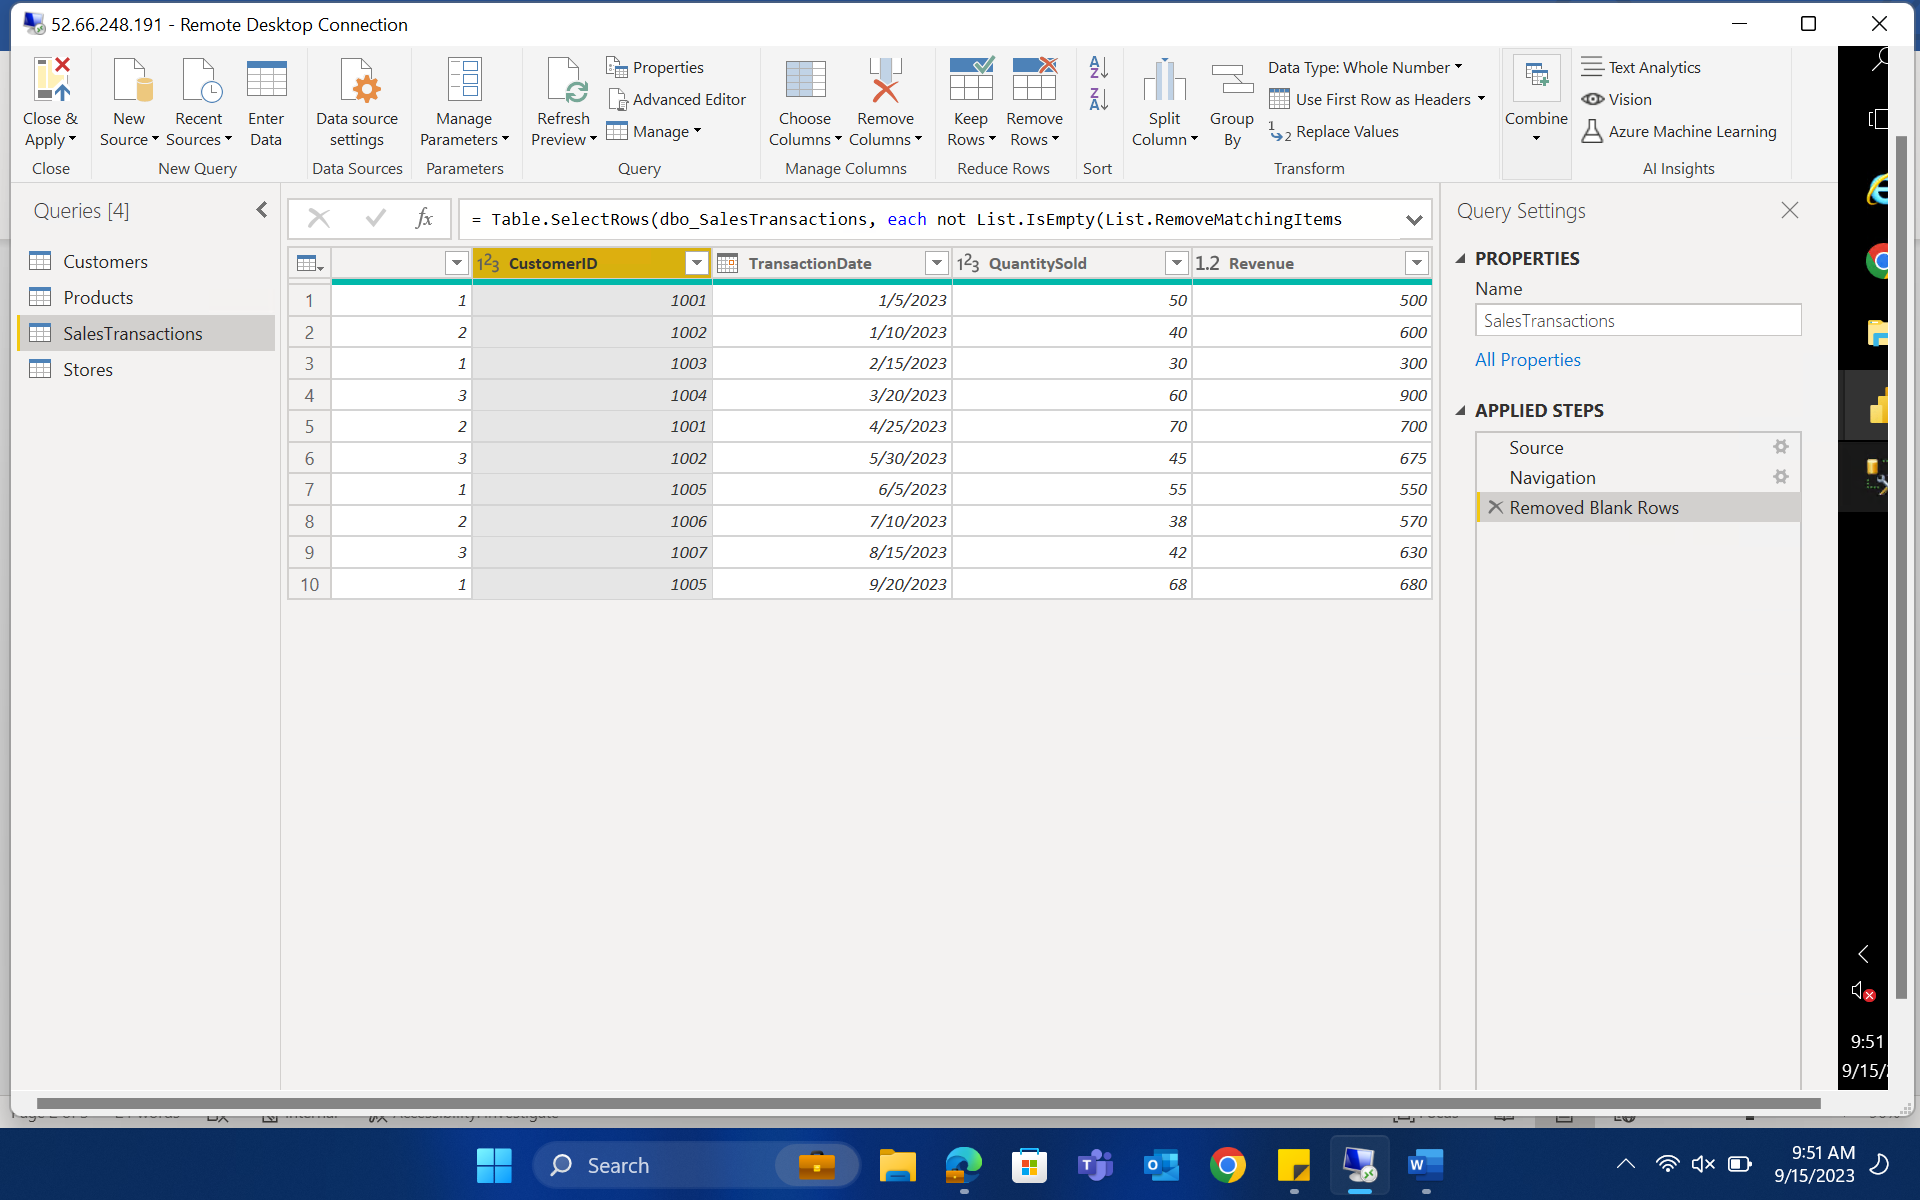 52.66.248.191 - Remote Desktop Connection
Close & Apply
New Source
Recent Sources
Enter Data
Data source settings
Manage Parameters
Refresh Preview
Properties
Advanced Editor
Manage
Choose Columns
Remove Columns
Keep Rows
Remove Rows
Split Column
Group By
Data Type: Whole Number
Use First Row as Headers
Replace Values
Combine
Text Analytics
Vision
Azure Machine Learning
Close
New Query
Data Sources
Parameters
Query
Manage Columns
Reduce Rows
Sort
Transform
AI Insights
Queries [4]
Customers
Products
SalesTransactions
Stores
fx = Table.SelectRows(dbo_SalesTransactions, each not List.IsEmpty(List.RemoveMatchingItems
CustomerID TransactionDate QuantitySold 1.2 Revenue
1 1 1001 1/5/2023 50 500
2 2 1002 1/10/2023 40 600
3 1 1003 2/15/2023 30 300
4 3 1004 3/20/2023 60 900
5 2 1001 4/25/2023 70 700
6 3 1002 5/30/2023 45 675
7 1 1005 6/5/2023 55 550
8 2 1006 7/10/2023 38 570
9 3 1007 8/15/2023 42 630
10 1 1005 9/20/2023 68 680
Query Settings
PROPERTIES
Name
SalesTransactions
All Properties
APPLIED STEPS
Source
Navigation
Removed Blank Rows
9:51
9/15/
Search
9:51 AM
9/15/2023